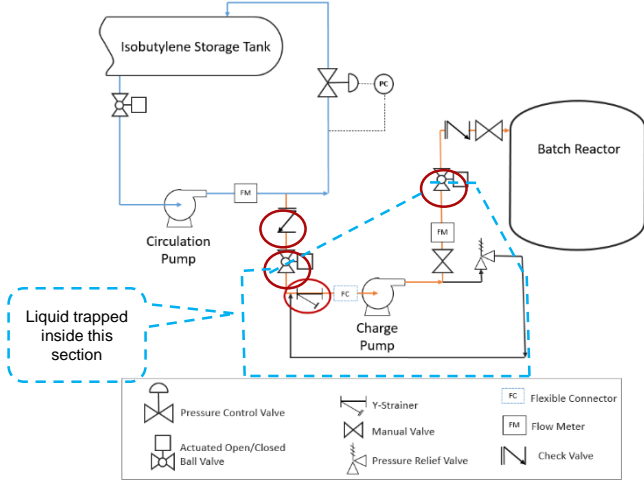 Isobutylene Storage Tank
PC
Batch Reactor
FM
Circulation
Pump
FM
FC
Charge
Pump
Liquid trapped
inside this
section
Pressure Control Valve
Y-Strainer
FC
Flexible Connector
Manual Valve
FM
Flow Meter
Actuated Open/Closed
Ball Valve
Pressure Relief Valve
Check Valve